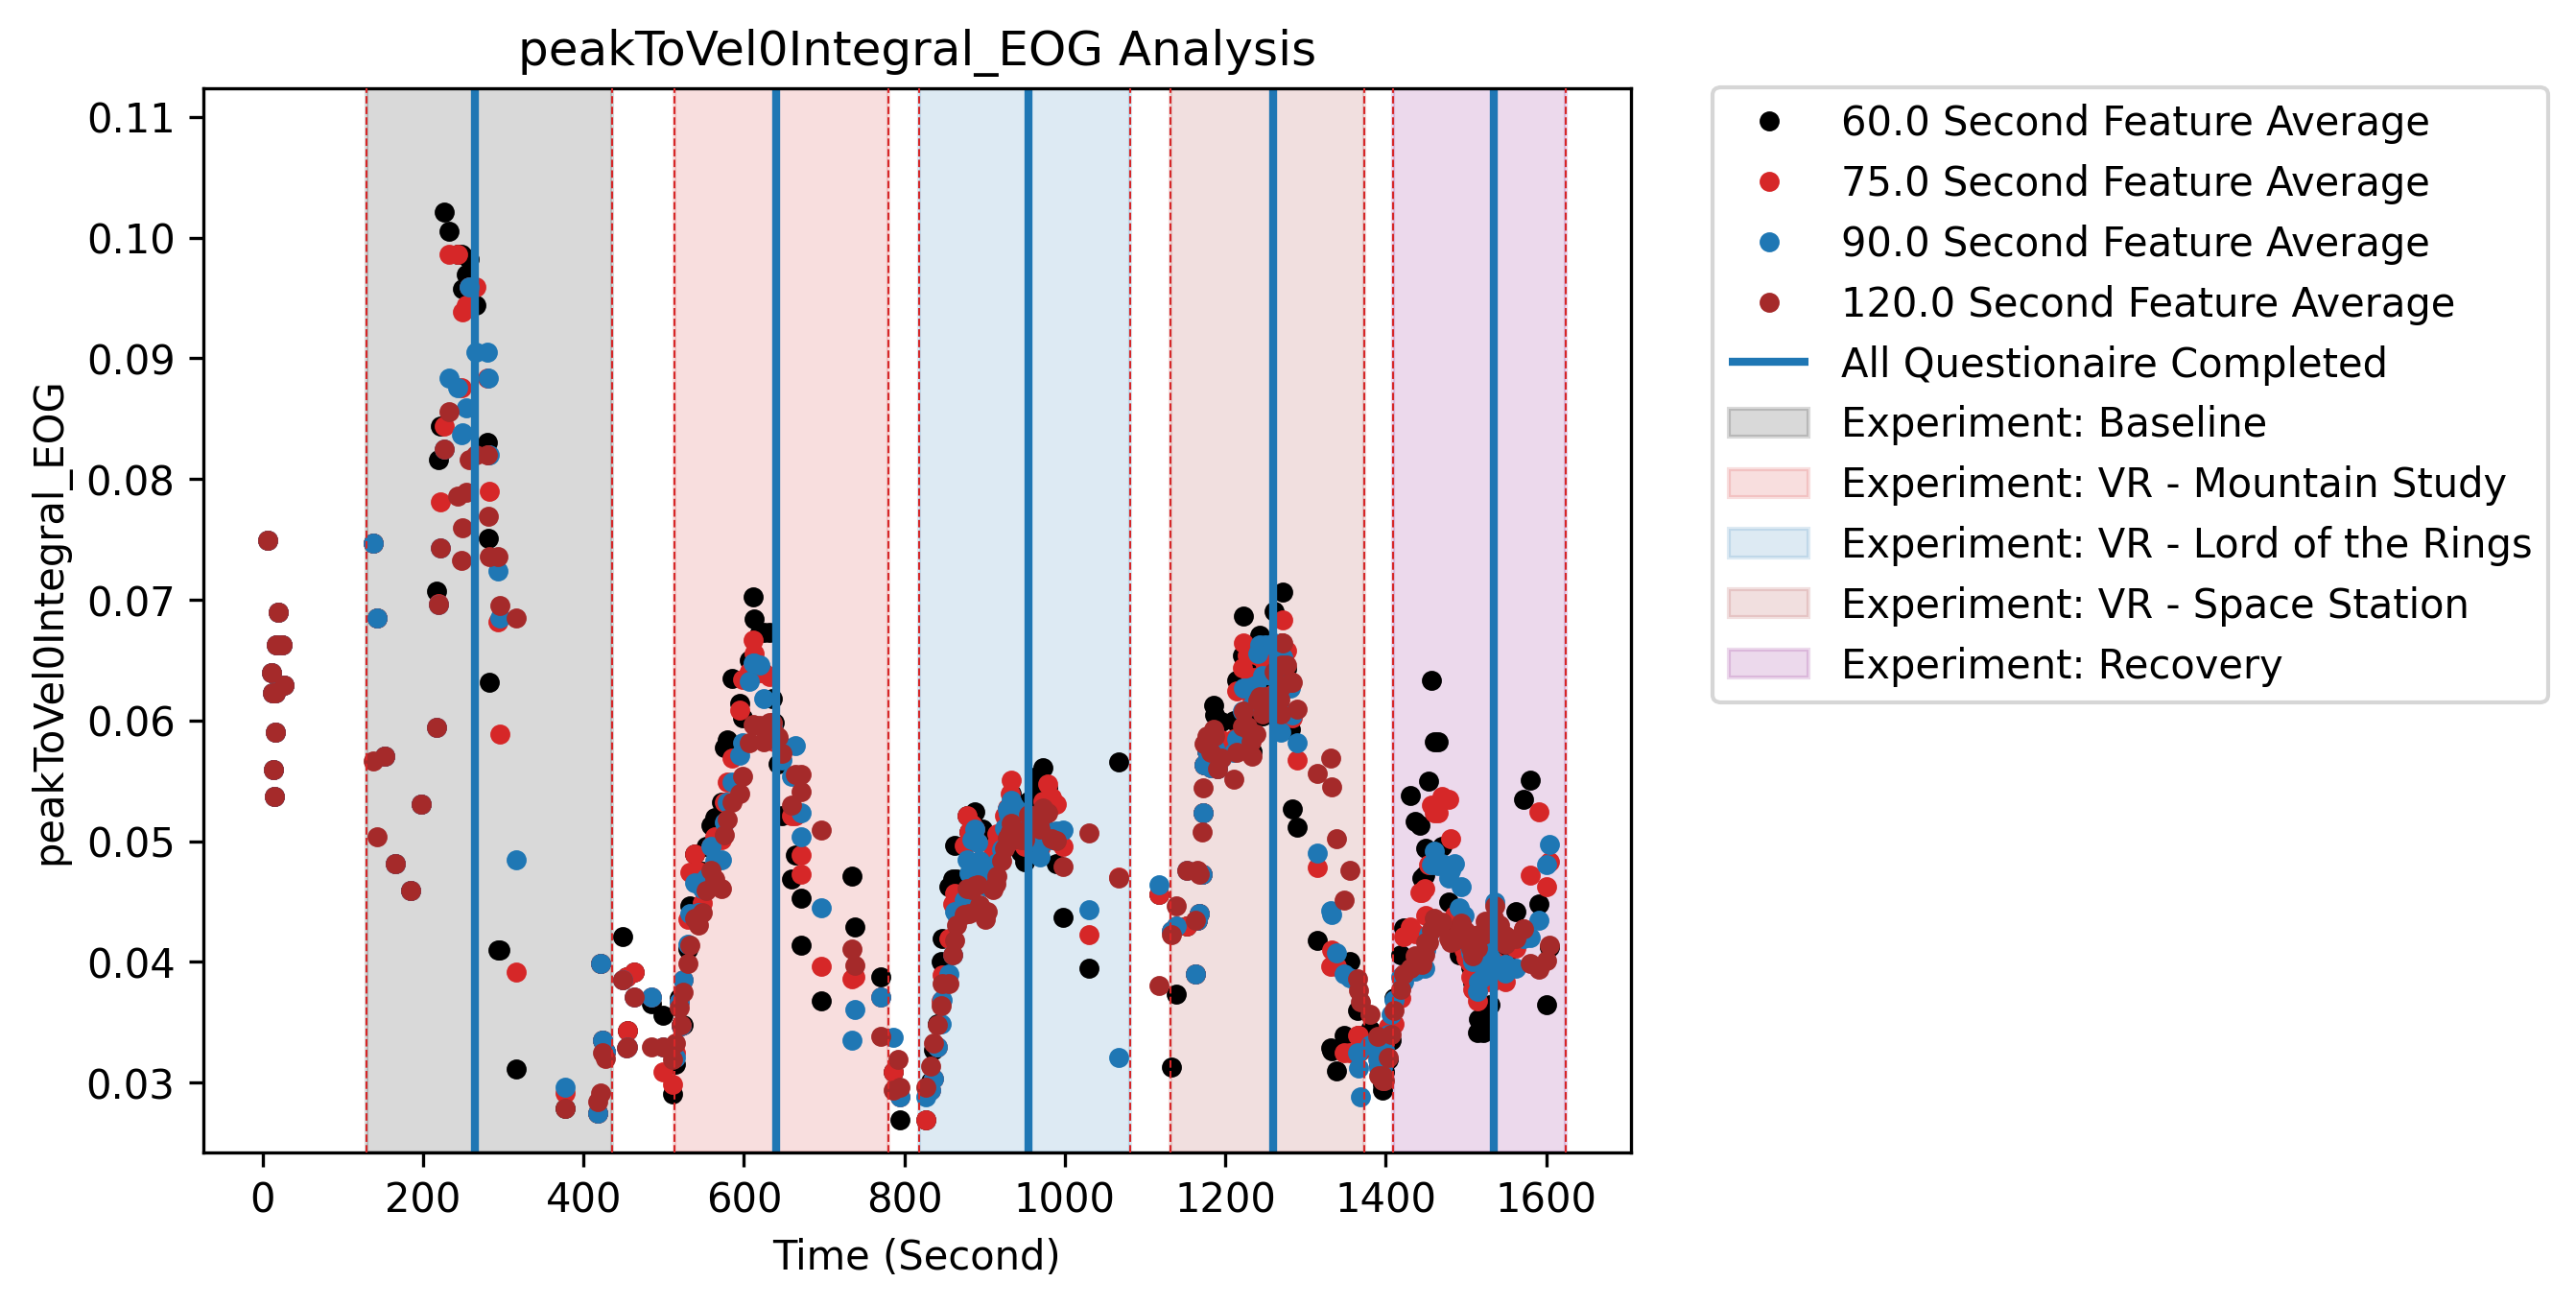 peakToVel0Integral_EOG Analysis
peakToVel0Integral_EOG
0.11
0.10
0.09
0.08
0.07
0.06
0.05
0.04
0.03
0 200 400 600 800 1000 1200 1400 1600
Time (Second)
60.0 Second Feature Average
75.0 Second Feature Average
90.0 Second Feature Average
120.0 Second Feature Average
All Questionaire Completed
Experiment: Baseline
Experiment: VR - Mountain Study
Experiment: VR - Lord of the Rings
Experiment: VR - Space Station
Experiment: Recovery